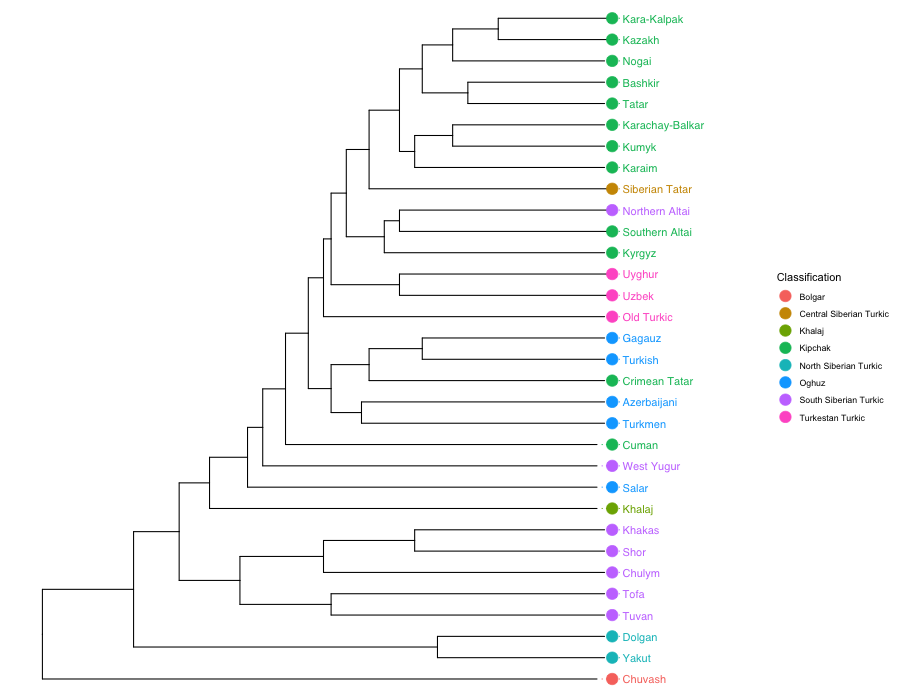 Kara-Kalpak
Kazakh
Nogai
Bashkir
Tatar
Karachay-Balkar
Kumyk
Karaim
Siberian Tatar
Northern Altai
Southern Altai
Kyrgyz
Uyghur
Uzbek
Old Turkic
Gagauz
Turkish
Crimean Tatar
Azerbaijani
Turkmen
Cuman
West Yugur
Salar
Khalaj
Khakas
Shor
Chulym
Tofa
Tuvan
Dolgan
Yakut
Chuvash
Classification
Bolgar
Central Siberian Turkic
Khalaj
Kipchak
North Siberian Turkic
Oghuz
South Siberian Turkic
Turkestan Turkic